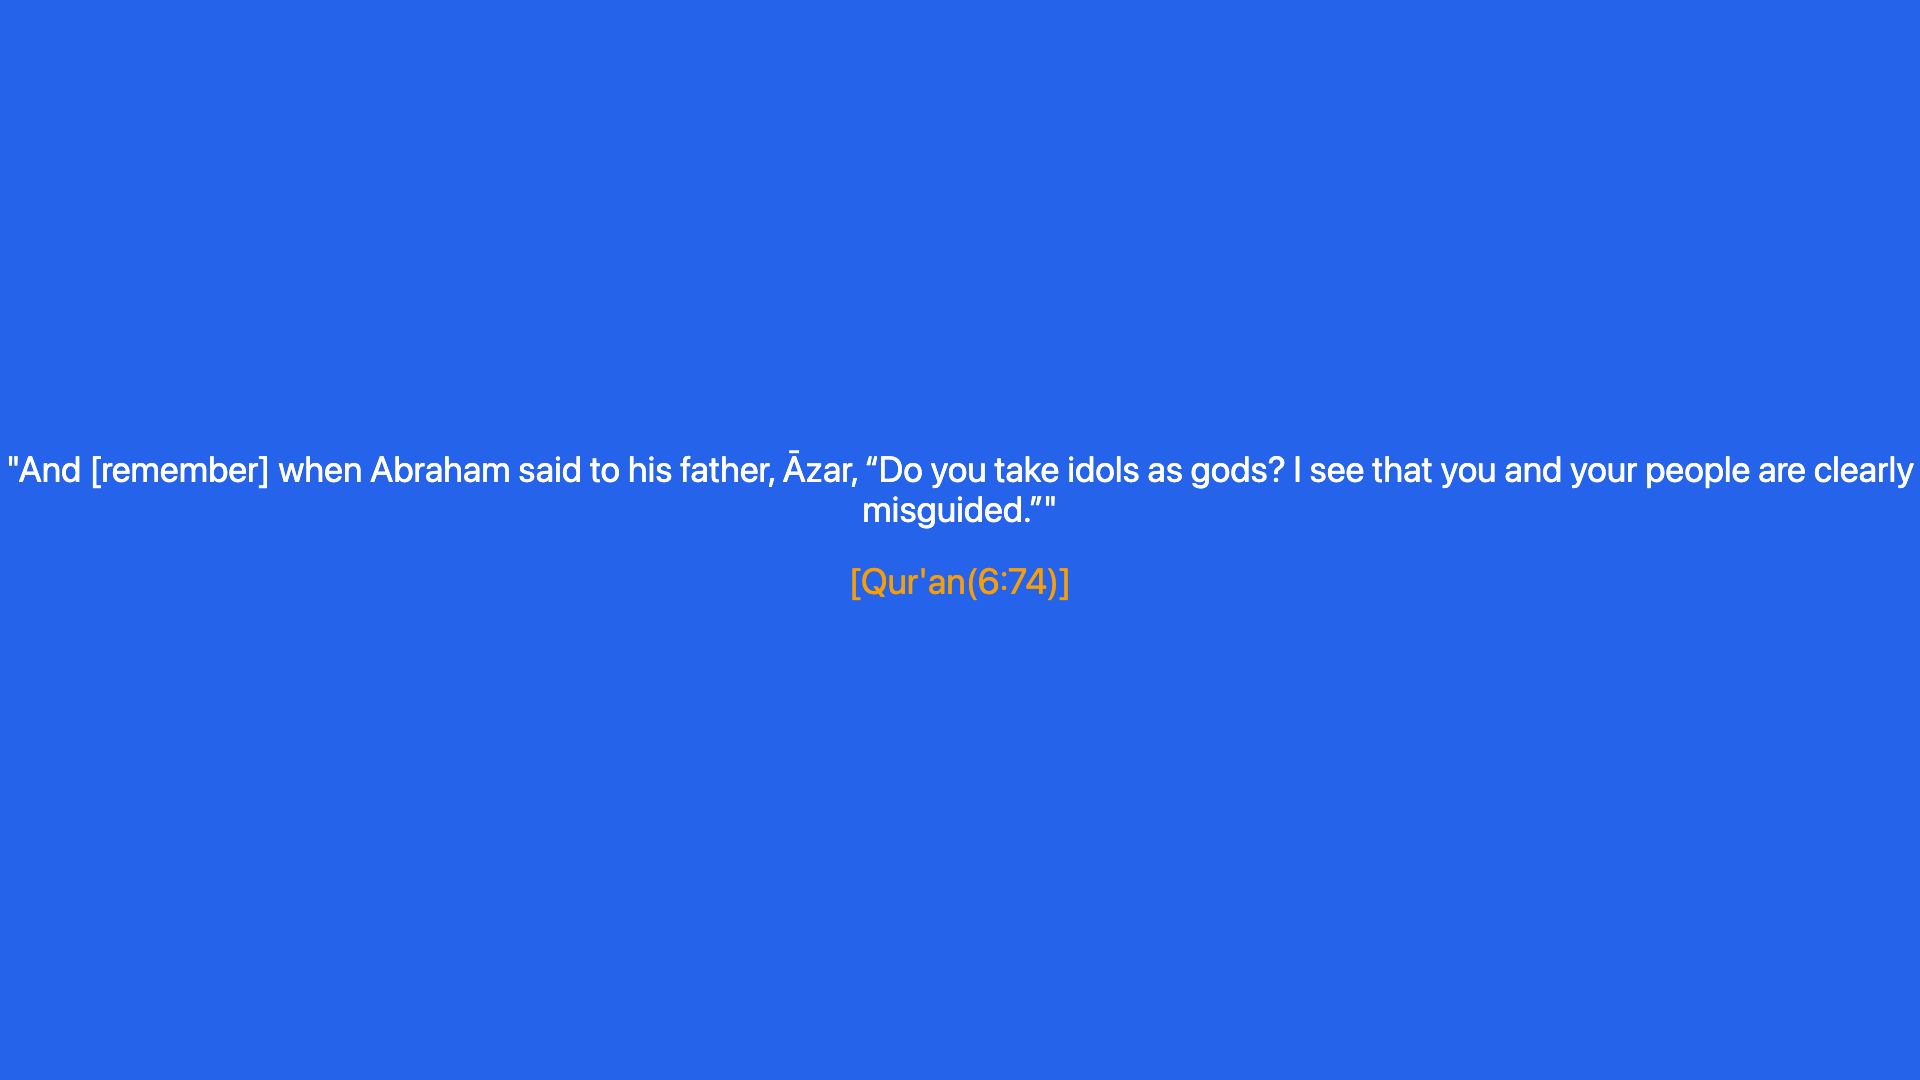 "And [remember] when Abraham said to his father, Āzar, “Do you take idols as gods? I see that you and your people are clearly
misguided.”"
[Qur'an(6:74)]